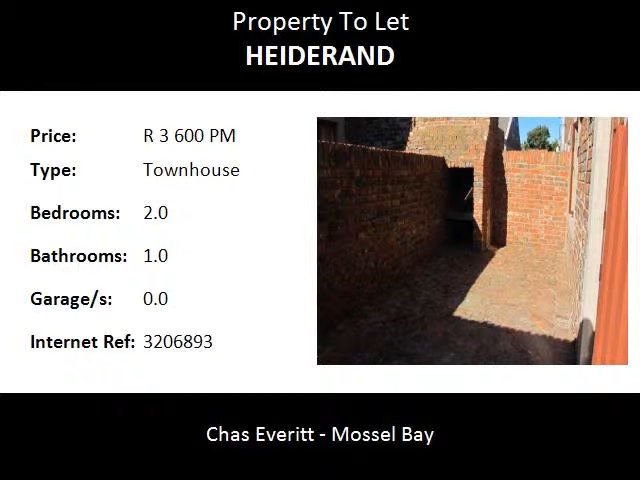 Property To Let
HEIDERAND
Price: R 3 600 PM
Type: Townhouse
Bedrooms: 2.0
Bathrooms: 1.0
Garage/s: 0.0
Internet Ref: 3206893
Chas Everitt - Mossel Bay